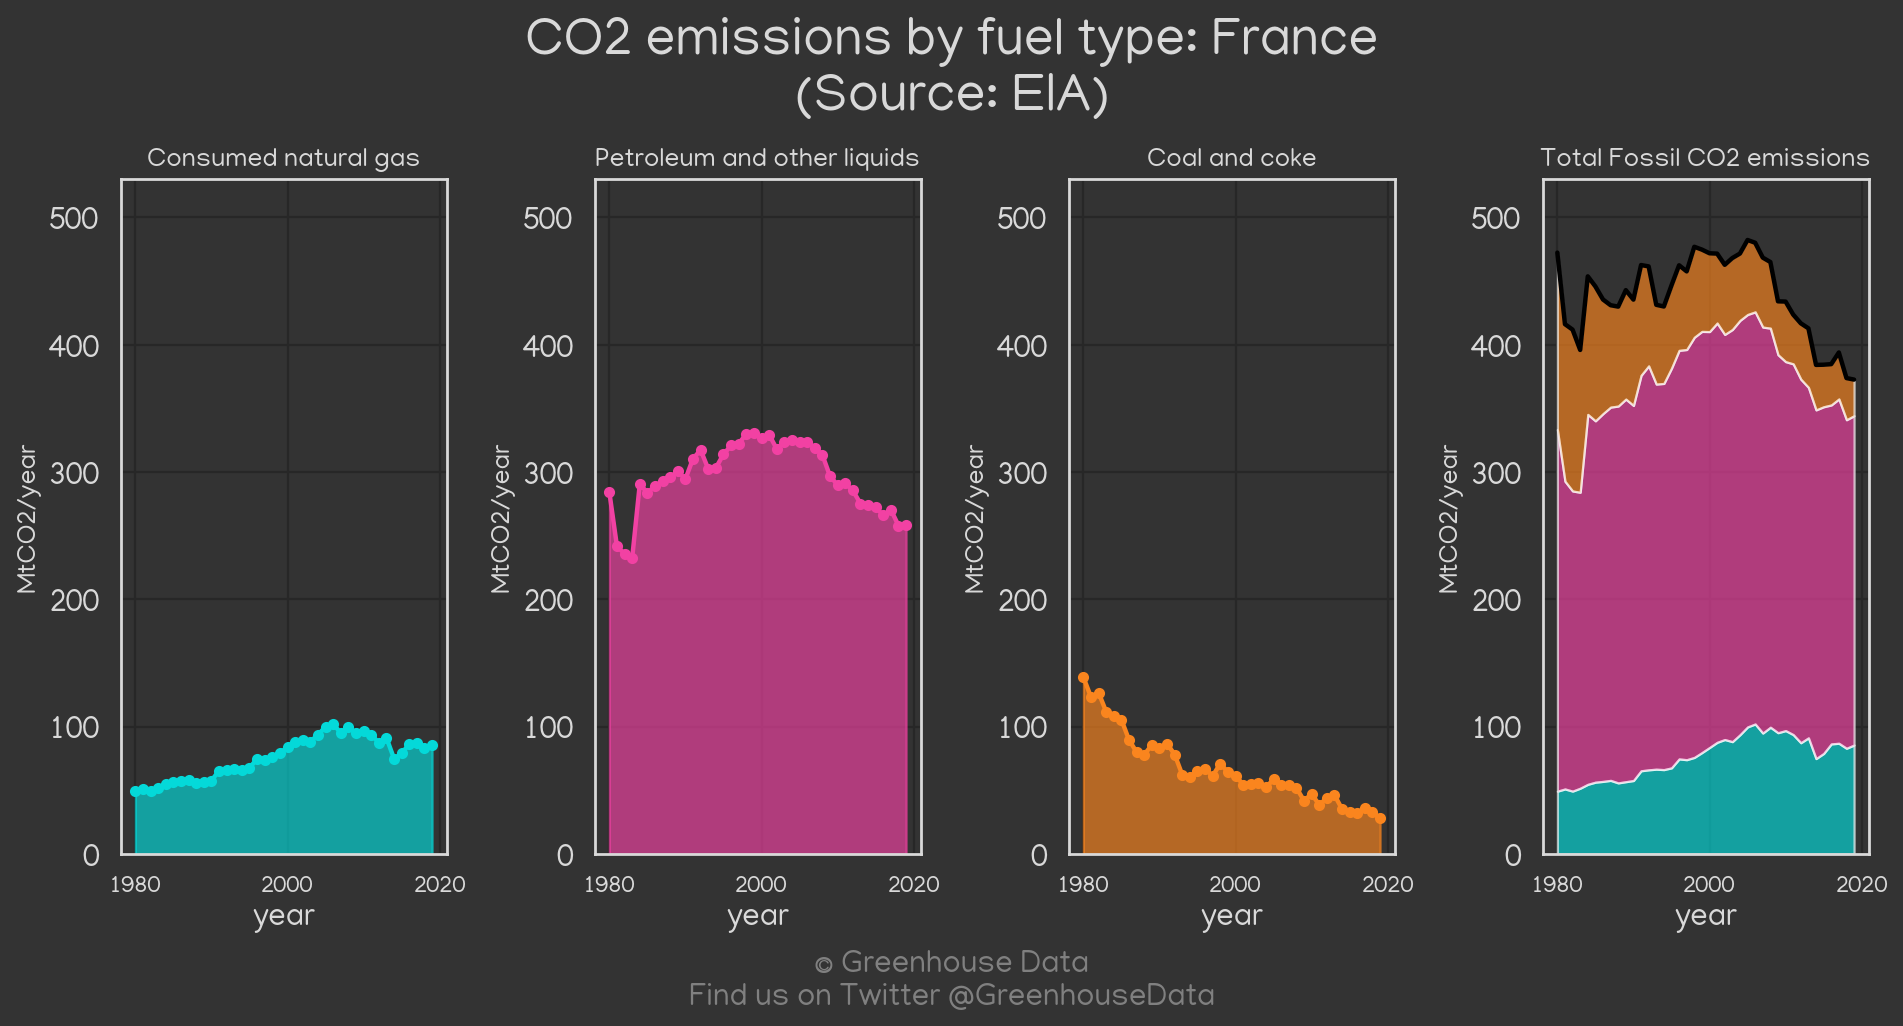 CO2 emissions by fuel type: France
(Source: EIA)
Consumed natural gas
500
400
300
200
100
0
MtCO2/year
1980 2000 2020
year
Petroleum and other liquids
500
400
300
200
100
0
MtCO2/year
1980 2000 2020
year
Coal and coke
500
400
300
200
100
0
MtCO2/year
1980 2000 2020
year
Total Fossil CO2 emissions
500
400
300
200
100
0
MtCO2/year
1980 2000 2020
year
© Greenhouse Data
Find us on Twitter @GreenhouseData